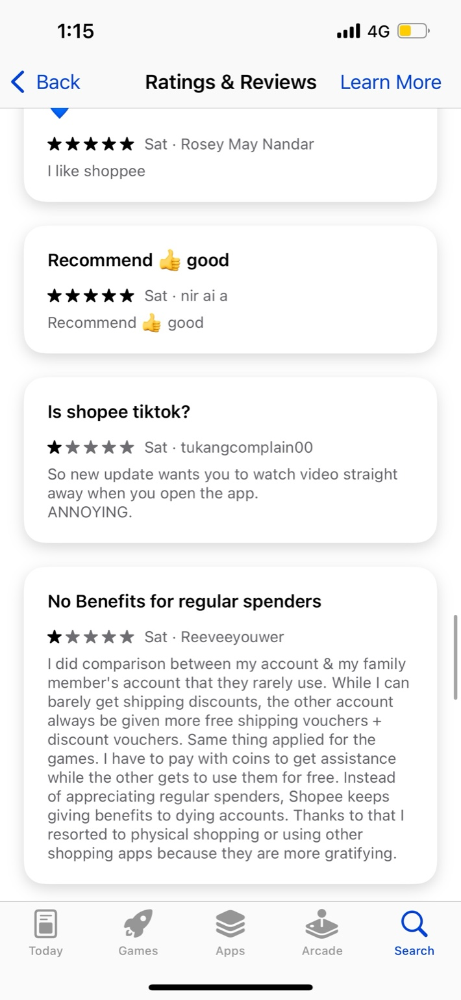 1:15
4G
Back
Ratings & Reviews
Learn More
💙
★★★★★ Sat · Rosey May Nandar
I like shoppee
Recommend 👍 good
★★★★★ Sat · nir ai a
Recommend 👍 good
Is shopee tiktok?
★★★★★ Sat · tukangcomplain00
So new update wants you to watch video straight
away when you open the app.
ANNOYING.
No Benefits for regular spenders
★★★★★ Sat · Reeveeyouwer
I did comparison between my account & my family
member's account that they rarely use. While I can
barely get shipping discounts, the other account
always be given more free shipping vouchers +
discount vouchers. Same thing applied for the
games. I have to pay with coins to get assistance
while the other gets to use them for free. Instead
of appreciating regular spenders, Shopee keeps
giving benefits to dying accounts. Thanks to that I
resorted to physical shopping or using other
shopping apps because they are more gratifying.
Today
Games
Apps
Arcade
Search